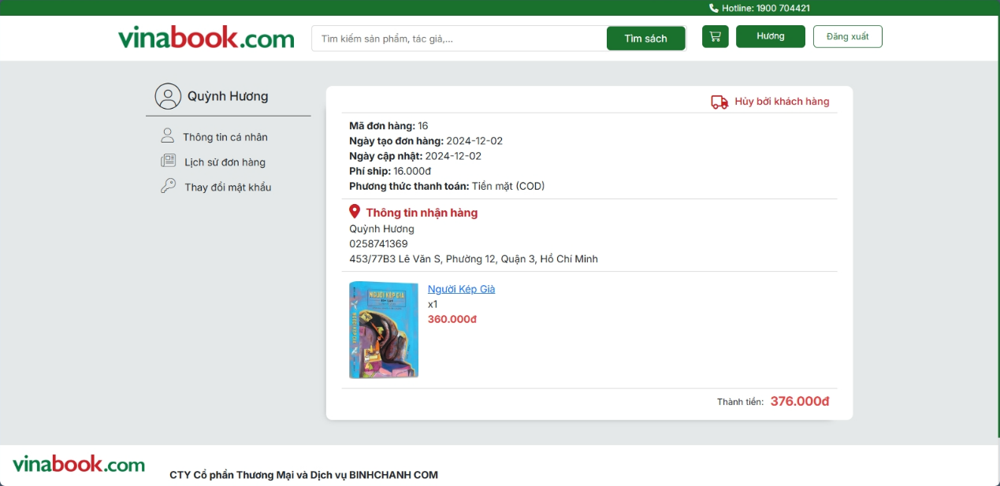 Hotline: 1900 704421
vinabook.com
Tìm kiếm sản phẩm, tác giả,...
Tìm sách
Hương
Đăng xuất
Quỳnh Hương
Thông tin cá nhân
Lịch sử đơn hàng
Thay đổi mật khẩu
Hủy bởi khách hàng
Mã đơn hàng: 16
Ngày tạo đơn hàng: 2024-12-02
Ngày cập nhật: 2024-12-02
Phí ship: 16.000đ
Phương thức thanh toán: Tiền mặt (COD)
Thông tin nhận hàng
Quỳnh Hương
0258741369
453/77B3 Lê Văn S, Phường 12, Quận 3, Hồ Chí Minh
NGƯỜI KÉP GIÀ
Người Kép Già
x1
360.000đ
Thành tiền: 376.000đ
vinabook.com
CTY Cổ phần Thương Mại và Dịch vụ BINHCHANH COM